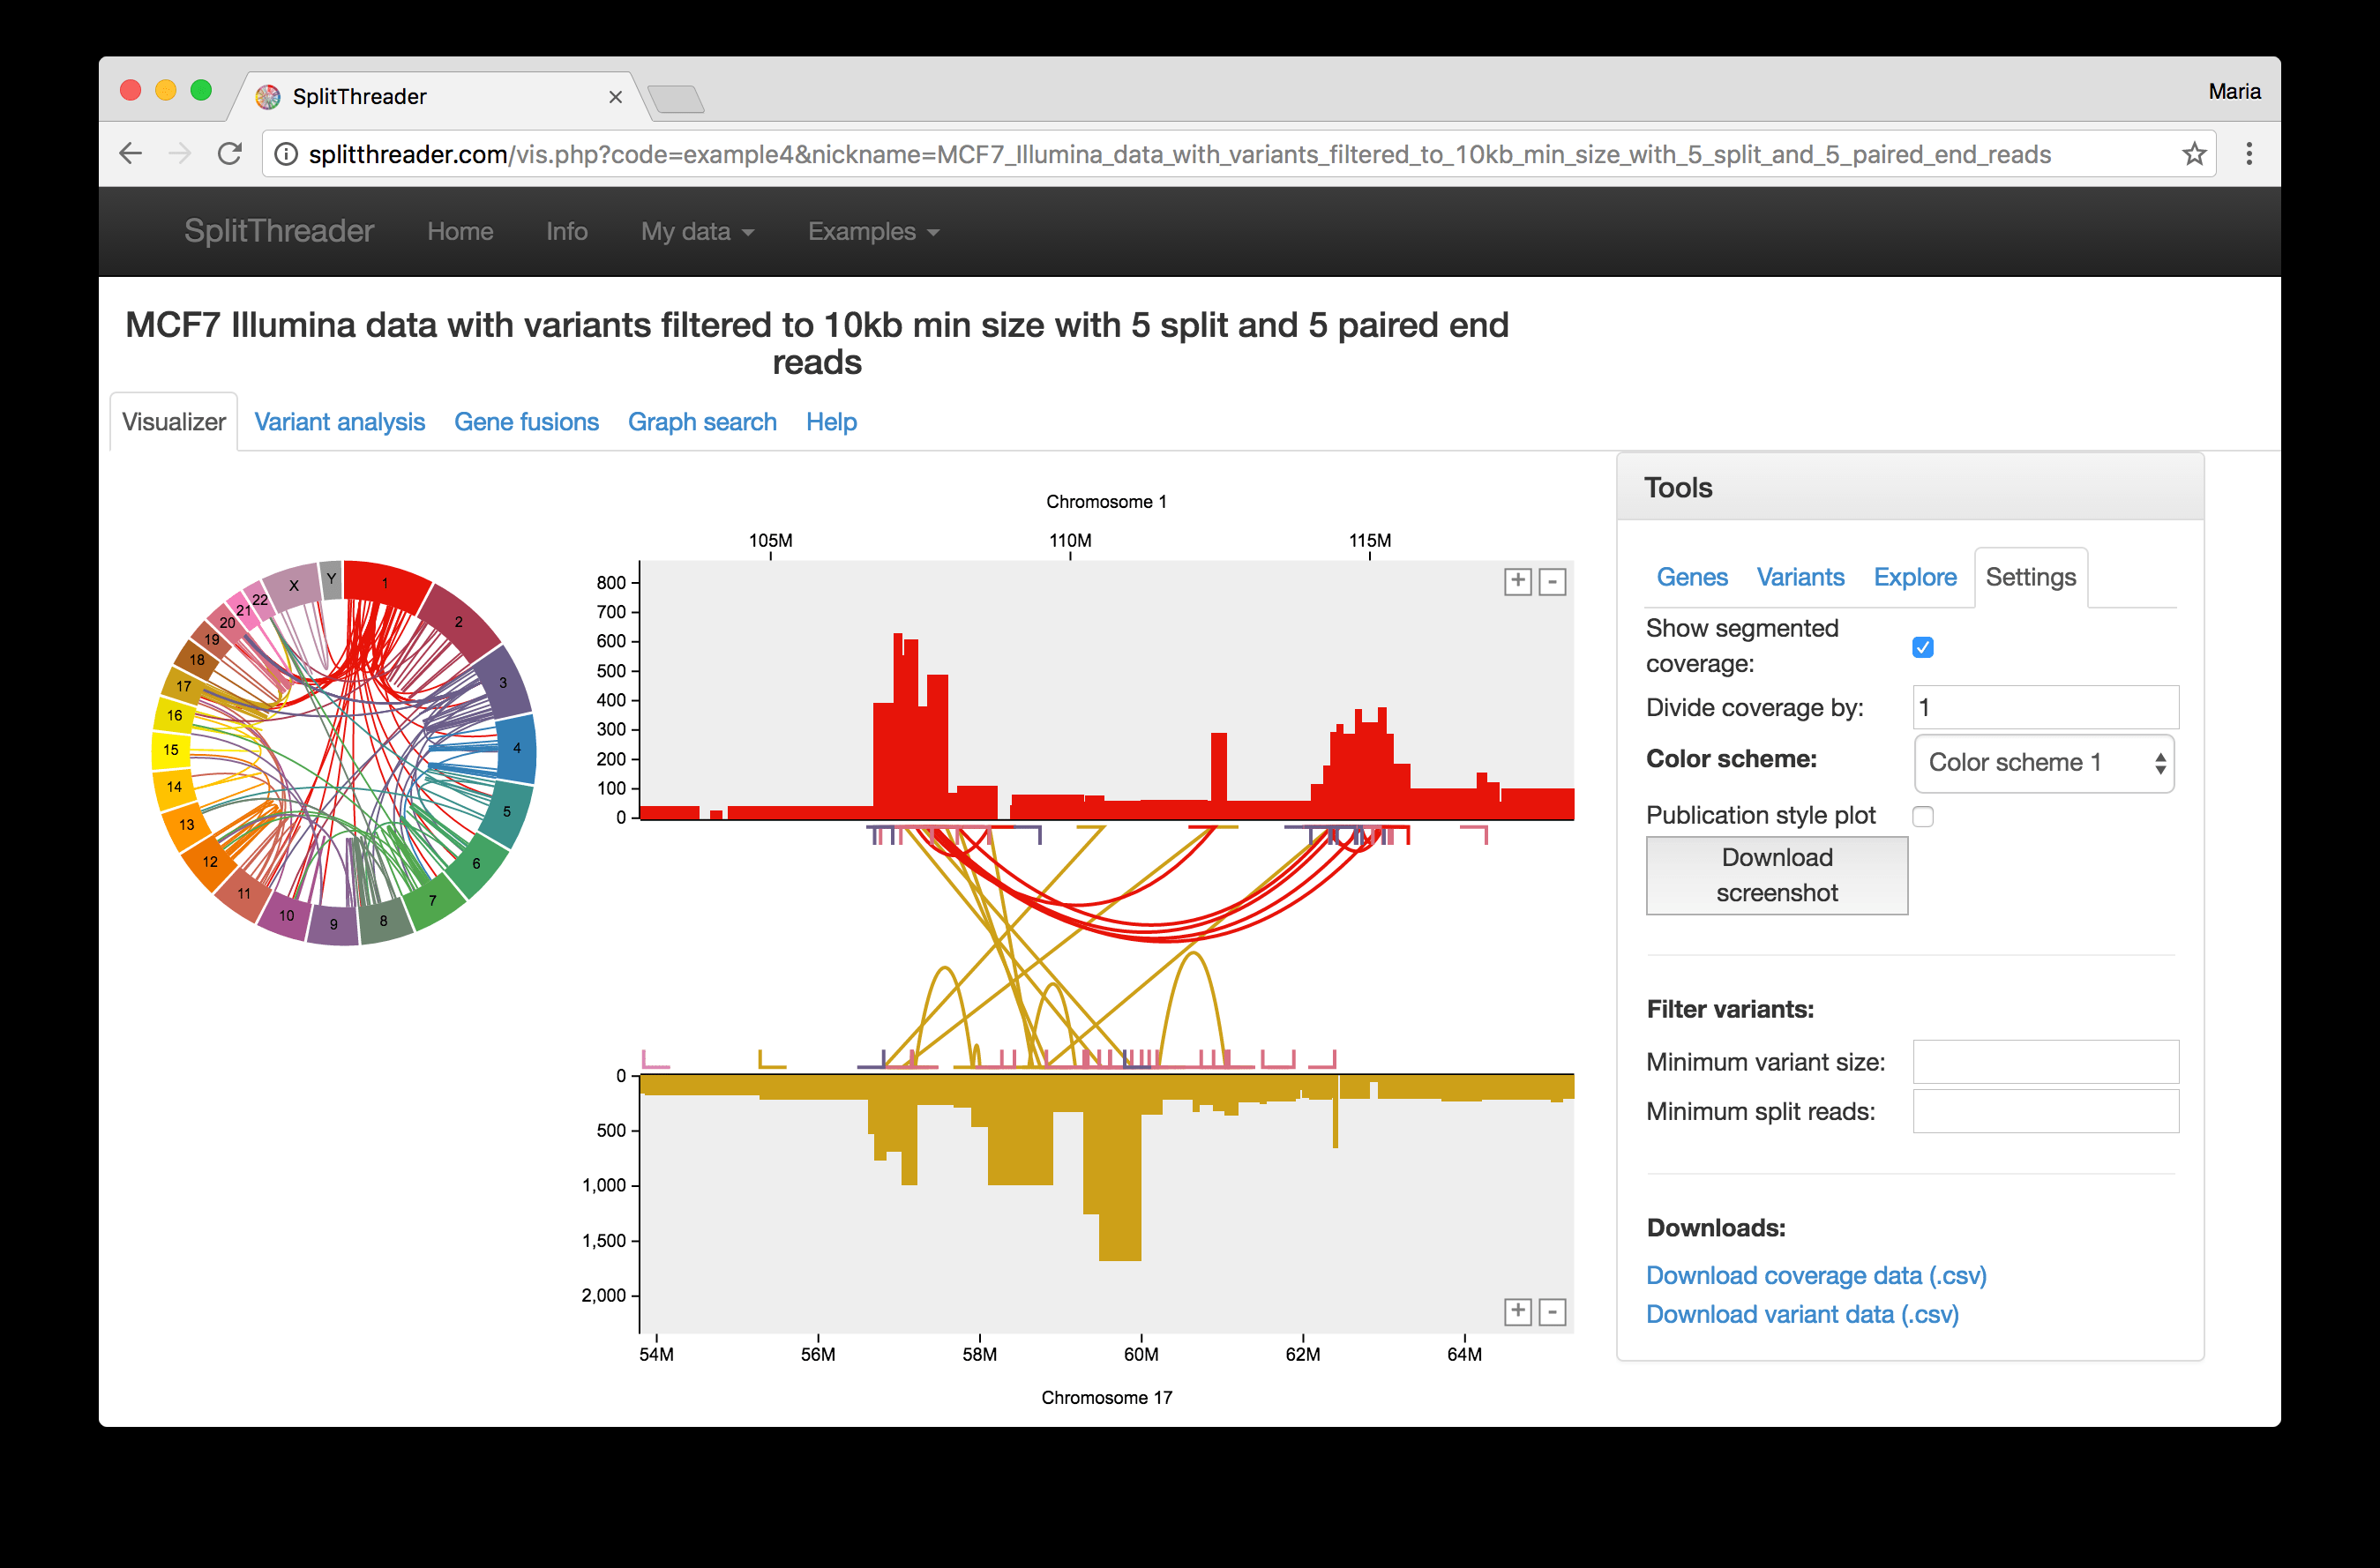 SplitThreader
Maria
splitthreader.com/vis.php?code=example4&nickname=MCF7_Illumina_data_with_variants_filtered_to_10kb_min_size_with_5_split_and_5_paired_end_reads
SplitThreader Home Info My data Examples
MCF7 Illumina data with variants filtered to 10kb min size with 5 split and 5 paired end
reads
Visualizer Variant analysis Gene fusions Graph search Help
1
2
3
4
5
6
7
8
9
10
11
12
13
14
15
16
17
18
19
20
21
22
X
Y
Chromosome 1
105M 110M 115M
800
700
600
500
400
300
200
100
0
+ -
0
500
1,000
1,500
2,000
+ -
54M 56M 58M 60M 62M 64M
Chromosome 17
Tools
Genes Variants Explore Settings
Show segmented
coverage:
Divide coverage by: 1
Color scheme: Color scheme 1
Publication style plot
Download
screenshot
Filter variants:
Minimum variant size:
Minimum split reads:
Downloads:
Download coverage data (.csv)
Download variant data (.csv)